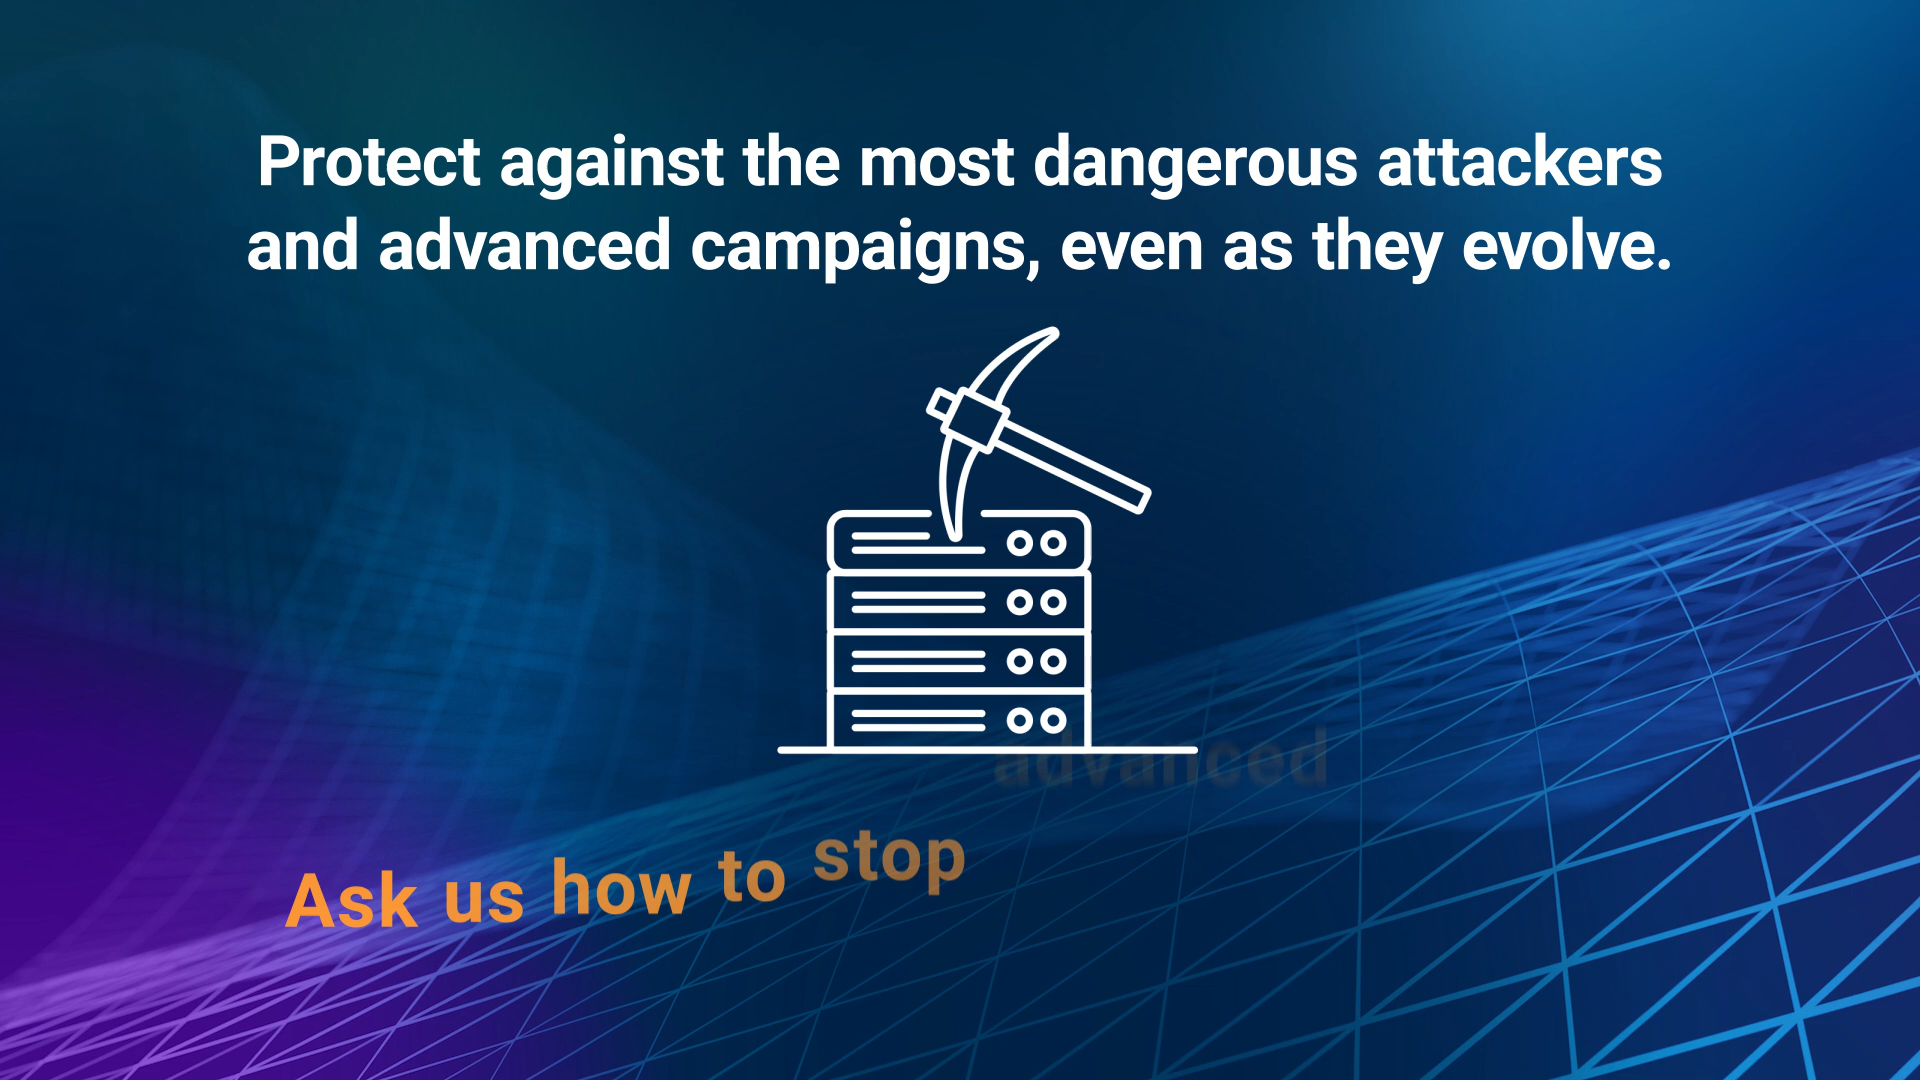 Protect against the most dangerous attackers
and advanced campaigns, even as they evolve.
Ask us how to stop advanced